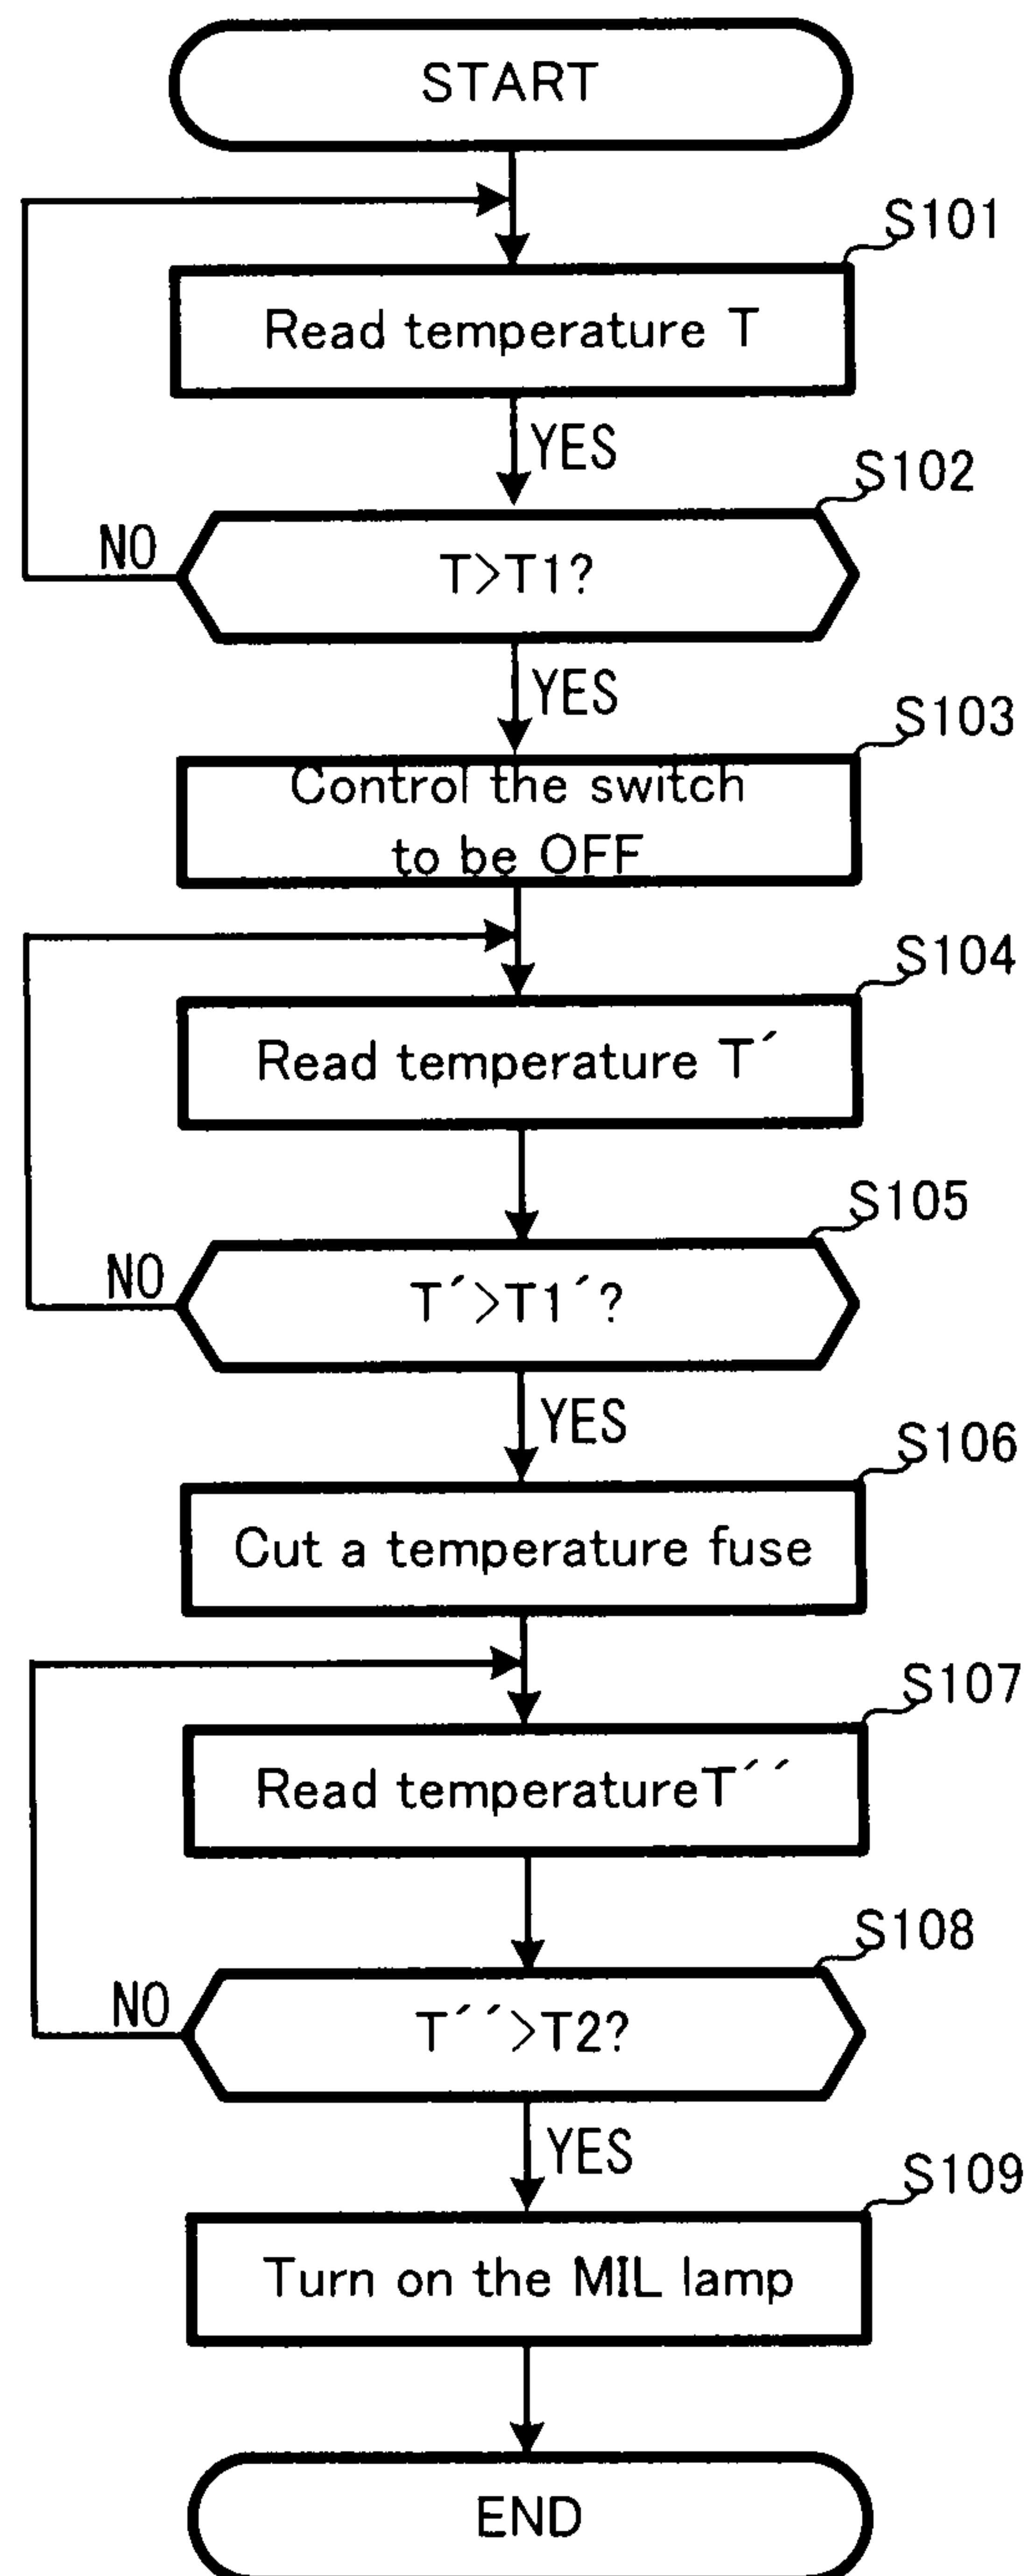 START
S101
Read temperature T
YES
S102
NO
T>T1?
YES
S103
Control the switch
to be OFF
S104
Read temperature T´
S105
NO
T´>T1´?
YES
S106
Cut a temperature fuse
S107
Read temperatureT´´
S108
NO
T´´>T2?
YES
S109
Turn on the MIL lamp
END